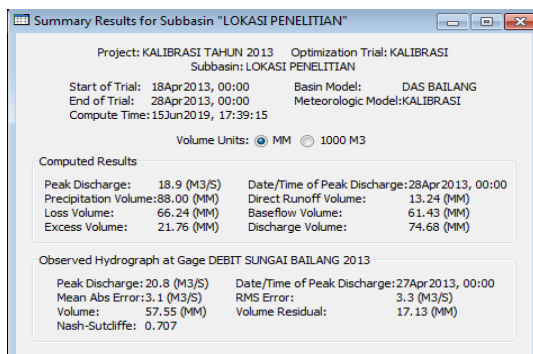 Summary Results for Subbasin "LOKASI PENELITIAN"
Project: KALIBRASI TAHUN 2013 Optimization Trial: KALIBRASI
Subbasin: LOKASI PENELITIAN
Start of Trial: 18Apr2013, 00:00 Basin Model: DAS BAILANG
End of Trial: 28Apr2013, 00:00 Meteorologic Model:KALIBRASI
Compute Time:15Jun2019, 17:39:15
Volume Units: MM 1000 M3
Computed Results
Peak Discharge: 18.9 (M3/S) Date/Time of Peak Discharge:28Apr2013, 00:00
Precipitation Volume:88.00 (MM) Direct Runoff Volume: 13.24 (MM)
Loss Volume: 66.24 (MM) Baseflow Volume: 61.43 (MM)
Excess Volume: 21.76 (MM) Discharge Volume: 74.68 (MM)
Observed Hydrograph at Gage DEBIT SUNGAI BAILANG 2013
Peak Discharge:20.8 (M3/S) Date/Time of Peak Discharge:27Apr2013, 00:00
Mean Abs Error:3.1 (M3/S) RMS Error: 3.3 (M3/S)
Volume: 57.55 (MM) Volume Residual: 17.13 (MM)
Nash-Sutcliffe: 0.707